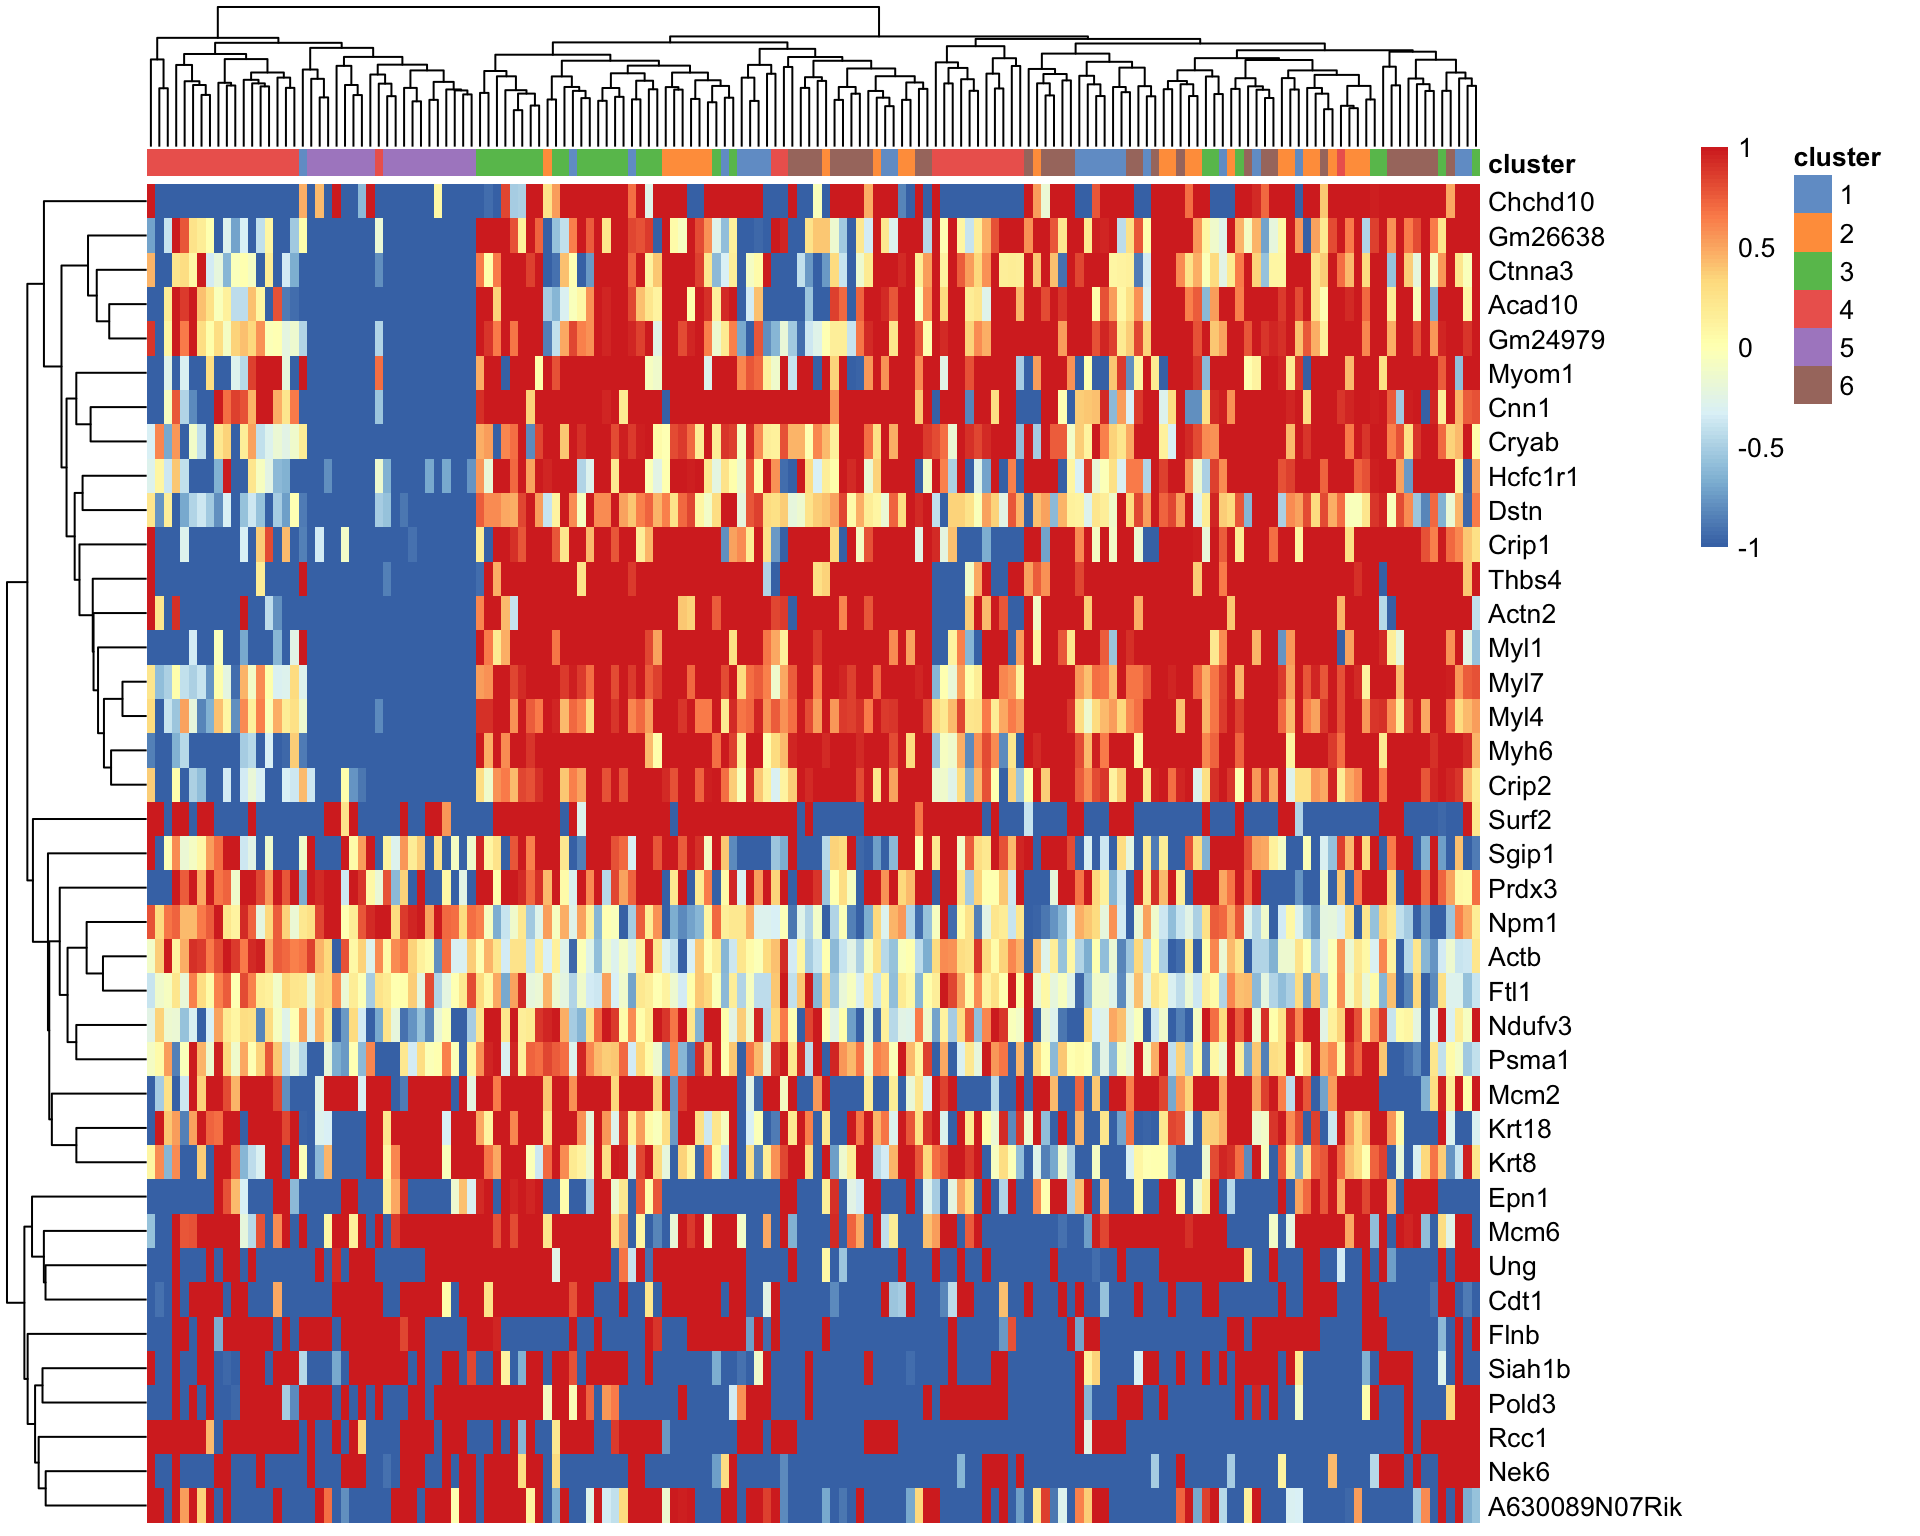 cluster
Chchd10
Gm26638
Ctnna3
Acad10
Gm24979
Myom1
Cnn1
Cryab
Hcfc1r1
Dstn
Crip1
Thbs4
Actn2
Myl1
Myl7
Myl4
Myh6
Crip2
Surf2
Sgip1
Prdx3
Npm1
Actb
Ftl1
Ndufv3
Psma1
Mcm2
Krt18
Krt8
Epn1
Mcm6
Ung
Cdt1
Flnb
Siah1b
Pold3
Rcc1
Nek6
A630089N07Rik
1
0.5
0
-0.5
-1
cluster
1
2
3
4
5
6